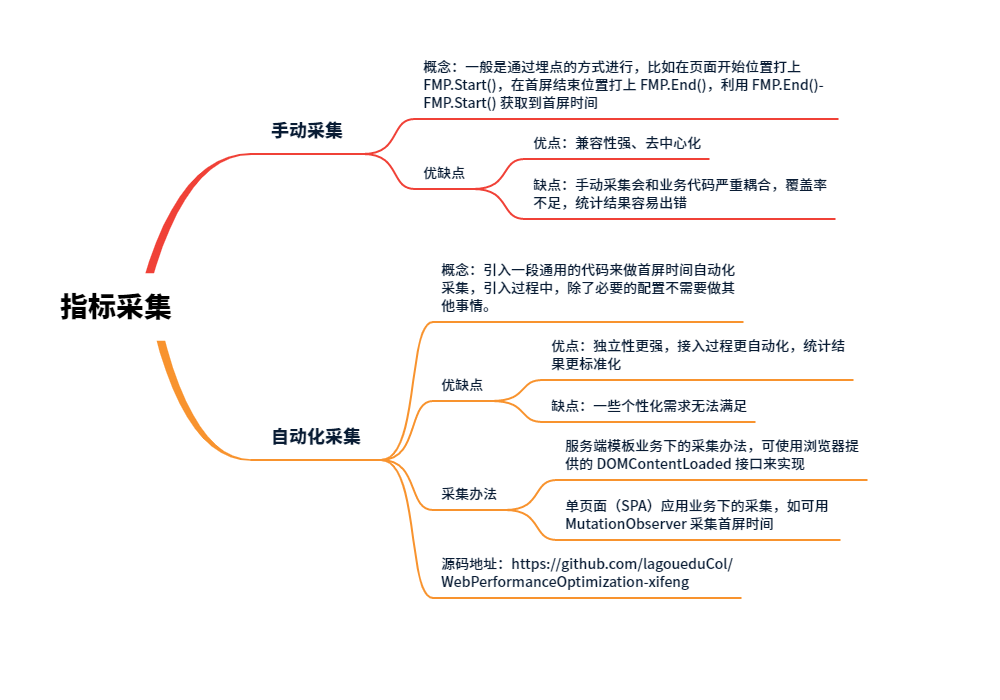 指标采集
手动采集
概念：一般是通过埋点的方式进行，比如在页面开始位置打上
FMP.Start()，在首屏结束位置打上 FMP.End()，利用 FMP.End()-
FMP.Start() 获取到首屏时间
优缺点
优点：兼容性强、去中心化
缺点：手动采集会和业务代码严重耦合，覆盖率
不足，统计结果容易出错
自动化采集
概念：引入一段通用的代码来做首屏时间自动化
采集，引入过程中，除了必要的配置不需要做其
他事情。
优缺点
优点：独立性更强，接入过程更自动化，统计结
果更标准化
缺点：一些个性化需求无法满足
采集办法
服务端模板业务下的采集办法，可使用浏览器提
供的 DOMContentLoaded 接口来实现
单页面（SPA）应用业务下的采集，如可用
MutationObserver 采集首屏时间
源码地址：https://github.com/lagoueduCol/
WebPerformanceOptimization-xifeng